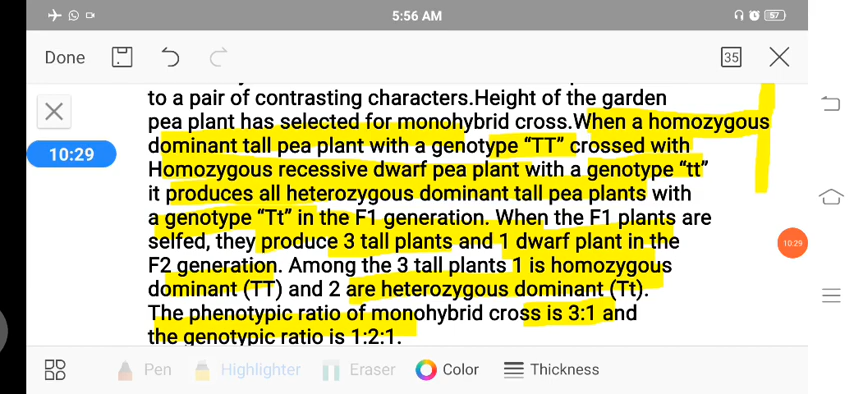 5:56 AM
57
Done
35
to a pair of contrasting characters.Height of the garden
pea plant has selected for monohybrid cross.When a homozygous
dominant tall pea plant with a genotype “TT” crossed with
Homozygous recessive dwarf pea plant with a genotype “tt”
it produces all heterozygous dominant tall pea plants with
a genotype “Tt” in the F1 generation. When the F1 plants are
selfed, they produce 3 tall plants and 1 dwarf plant in the
F2 generation. Among the 3 tall plants 1 is homozygous
dominant (TT) and 2 are heterozygous dominant (Tt).
The phenotypic ratio of monohybrid cross is 3:1 and
the genotypic ratio is 1:2:1.
10:29
10:29
Pen
Highlighter
Eraser
Color
Thickness